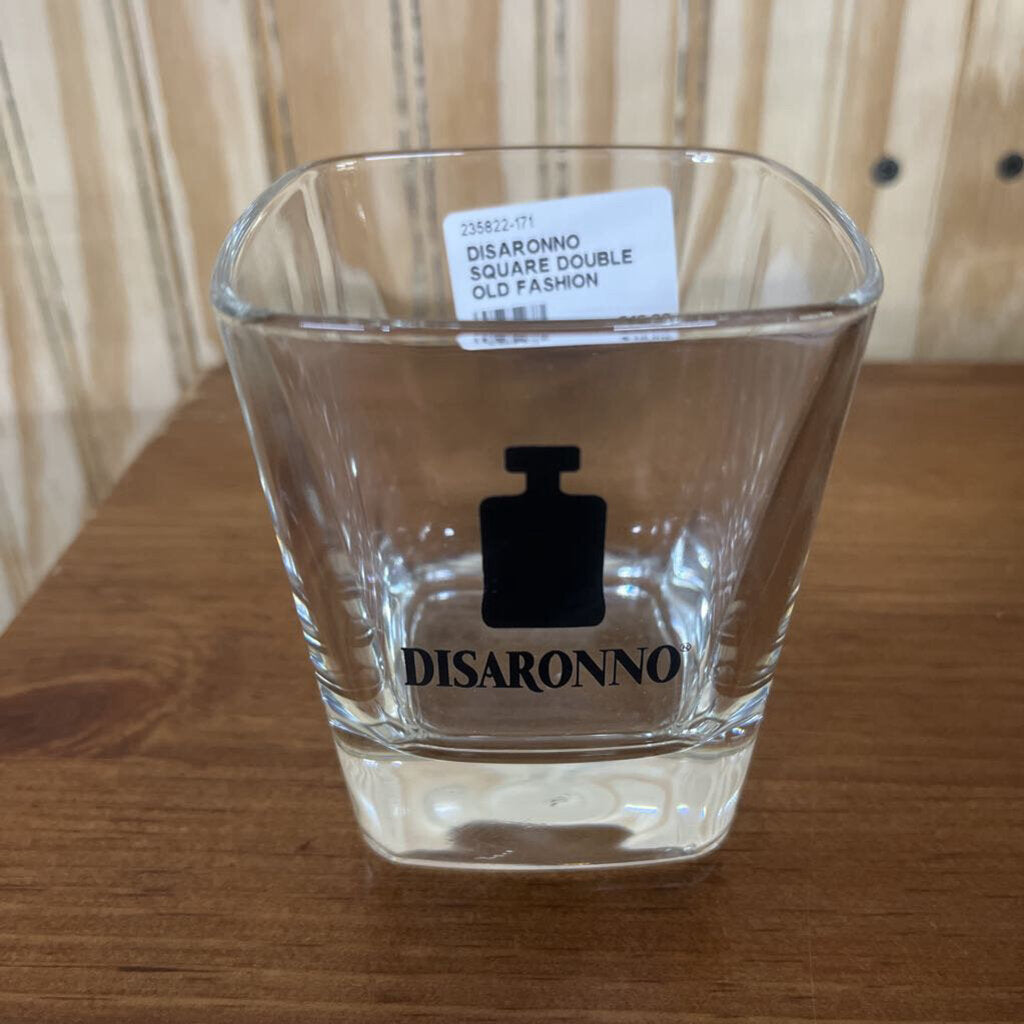 235822-171
DISARONNO
SQUARE DOUBLE
OLD FASHION
DISARONNO®